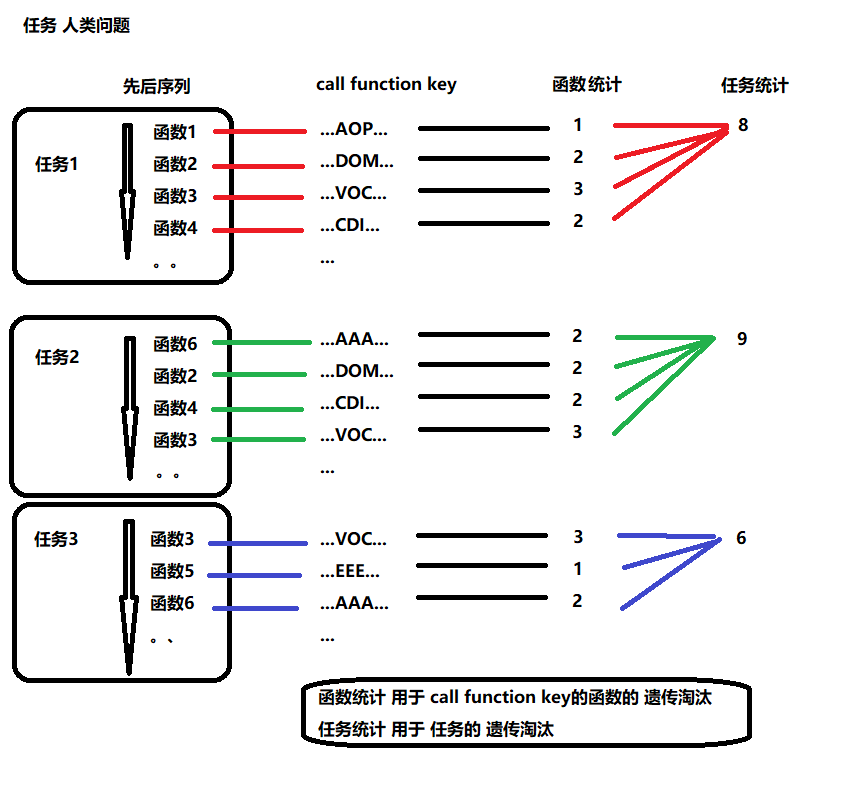 任务 人类问题
先后序列 call function key 函数统计 任务统计
任务1
函数1 ...AOP... 1 8
函数2 ...DOM... 2
函数3 ...VOC... 3
函数4 ...CDI... 2
。。 ...
任务2
函数6 ...AAA... 2 9
函数2 ...DOM... 2
函数4 ...CDI... 2
函数3 ...VOC... 3
。。 ...
任务3
函数3 ...VOC... 3 6
函数5 ...EEE... 1
函数6 ...AAA... 2
。、 ...
函数统计 用于 call function key的函数的 遗传淘汰
任务统计 用于 任务的 遗传淘汰